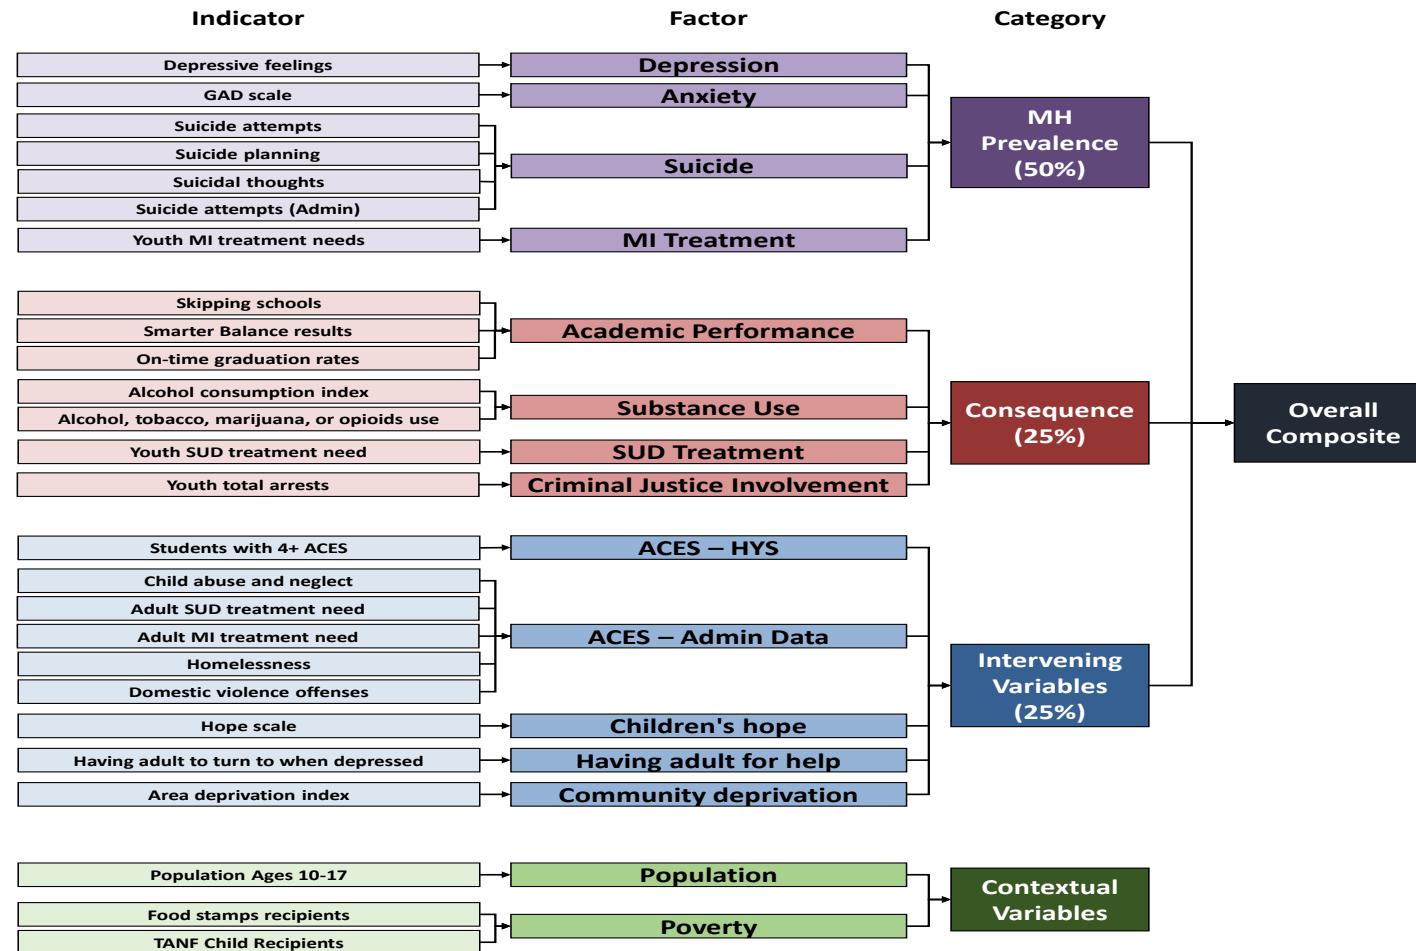 Indicator
Factor
Category
Depressive feelings
Depression
GAD scale
Anxiety
Suicide attempts
Suicide planning
Suicidal thoughts
Suicide attempts (Admin)
Suicide
Youth MI treatment needs
MI Treatment
MH
Prevalence
(50%)
Skipping schools
Smarter Balance results
On-time graduation rates
Academic Performance
Alcohol consumption index
Alcohol, tobacco, marijuana, or opioids use
Substance Use
Youth SUD treatment need
SUD Treatment
Youth total arrests
Criminal Justice Involvement
Consequence
(25%)
Overall
Composite
Students with 4+ ACES
ACES – HYS
Child abuse and neglect
Adult SUD treatment need
Adult MI treatment need
Homelessness
Domestic violence offenses
ACES – Admin Data
Hope scale
Children's hope
Having adult to turn to when depressed
Having adult for help
Area deprivation index
Community deprivation
Intervening
Variables
(25%)
Population Ages 10-17
Population
Food stamps recipients
TANF Child Recipients
Poverty
Contextual
Variables